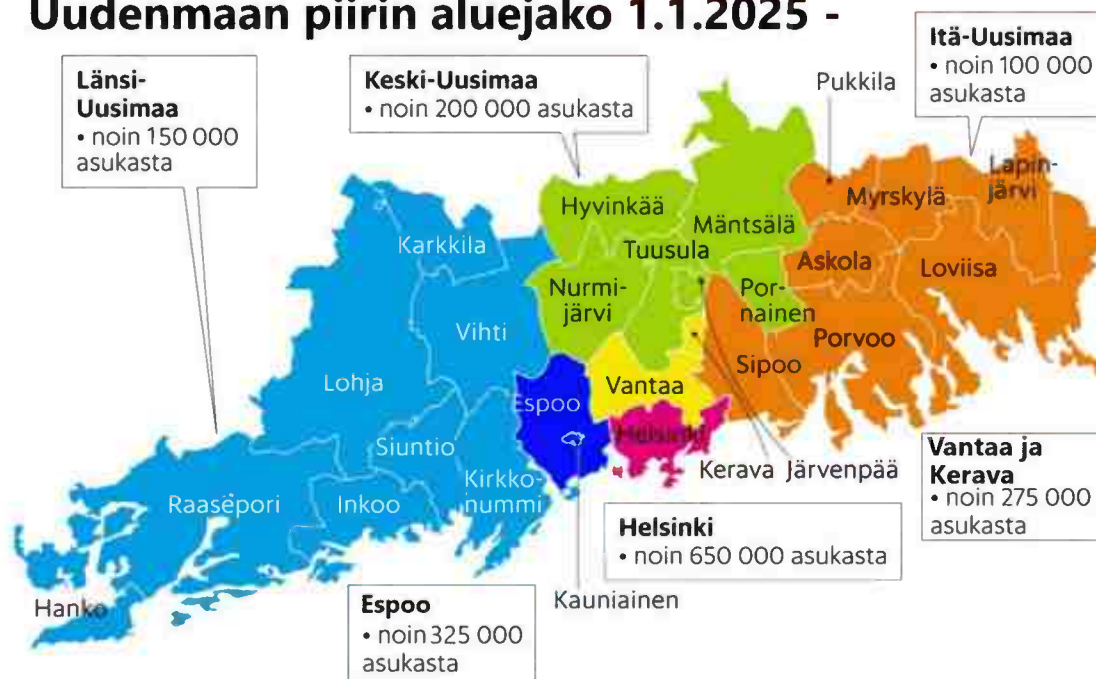 Uudenmaan piirin aluejako 1.1.2025 -
Länsi-
Uusimaa
• noin 150 000
asukasta
Keski-Uusimaa
• noin 200 000 asukasta
Itä-Uusimaa
• noin 100 000
asukasta
Pukkila
Lapin-
järvi
Myrskylä
Hyvinkää
Mäntsälä
Karkkila
Tuusula
Askola
Loviisa
Nurmi-
järvi
Por-
nainen
Vihti
Porvoo
Sipoo
Lohja
Espoo
Vantaa
Helsinki
Siuntio
Kerava
Järvenpää
Kirkko-
nummi
Raasepori
Inkoo
Vantaa ja
Kerava
• noin 275 000
asukasta
Helsinki
• noin 650 000 asukasta
Hanko
Espoo
• noin 325 000
asukasta
Kauniainen